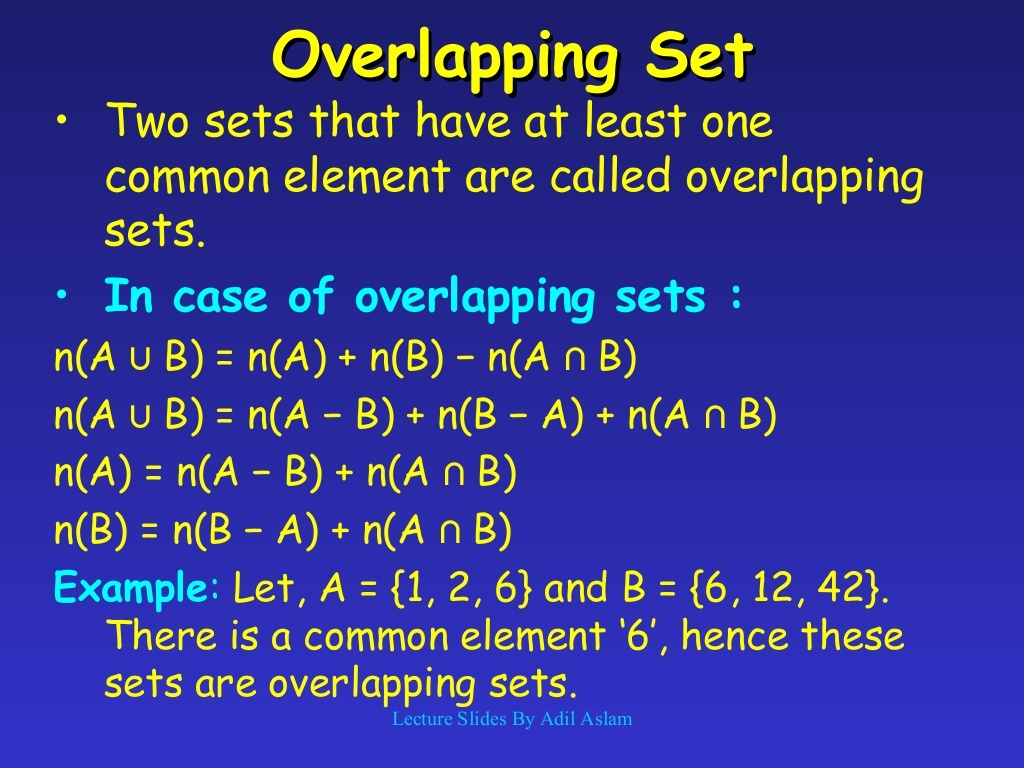 Overlapping Set
• Two sets that have at least one
common element are called overlapping
sets.
• In case of overlapping sets :
n(A ∪ B) = n(A) + n(B) − n(A ∩ B)
n(A ∪ B) = n(A − B) + n(B − A) + n(A ∩ B)
n(A) = n(A − B) + n(A ∩ B)
n(B) = n(B − A) + n(A ∩ B)
Example: Let, A = {1, 2, 6} and B = {6, 12, 42}.
There is a common element ‘6’, hence these
sets are overlapping sets.
Lecture Slides By Adil Aslam